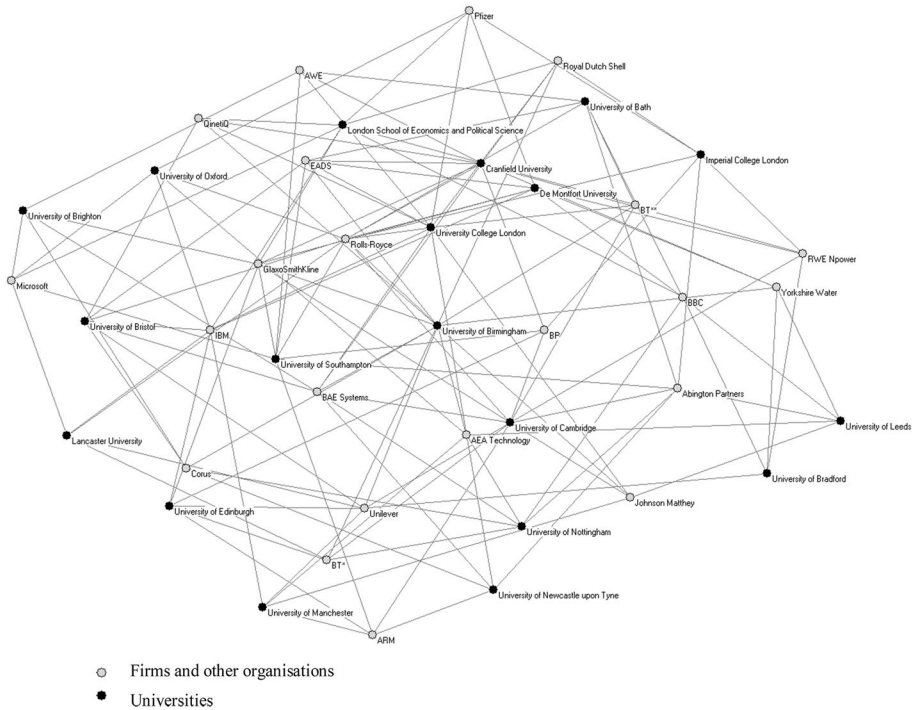 Pfizer
Royal Dutch Shell
AWE
University of Bath
QinetiQ
London School of Economics and Political Science
Imperial College London
EADS
Cranfield University
University of Oxford
De Montfort University
BT**
University of Brighton
University College London
Rolls-Royce
RWE Npower
GlaxoSmithKline
Microsoft
Yorkshire Water
BBC
University of Bristol
IBM
University of Birmingham
BP
University of Southampton
Abington Partners
BAE Systems
University of Cambridge
University of Leeds
Lancaster University
AEA Technology
Corus
University of Bradford
Johnson Matthey
University of Edinburgh
Unilever
University of Nottingham
BT*
University of Newcastle upon Tyne
University of Manchester
ARM
Firms and other organisations
Universities